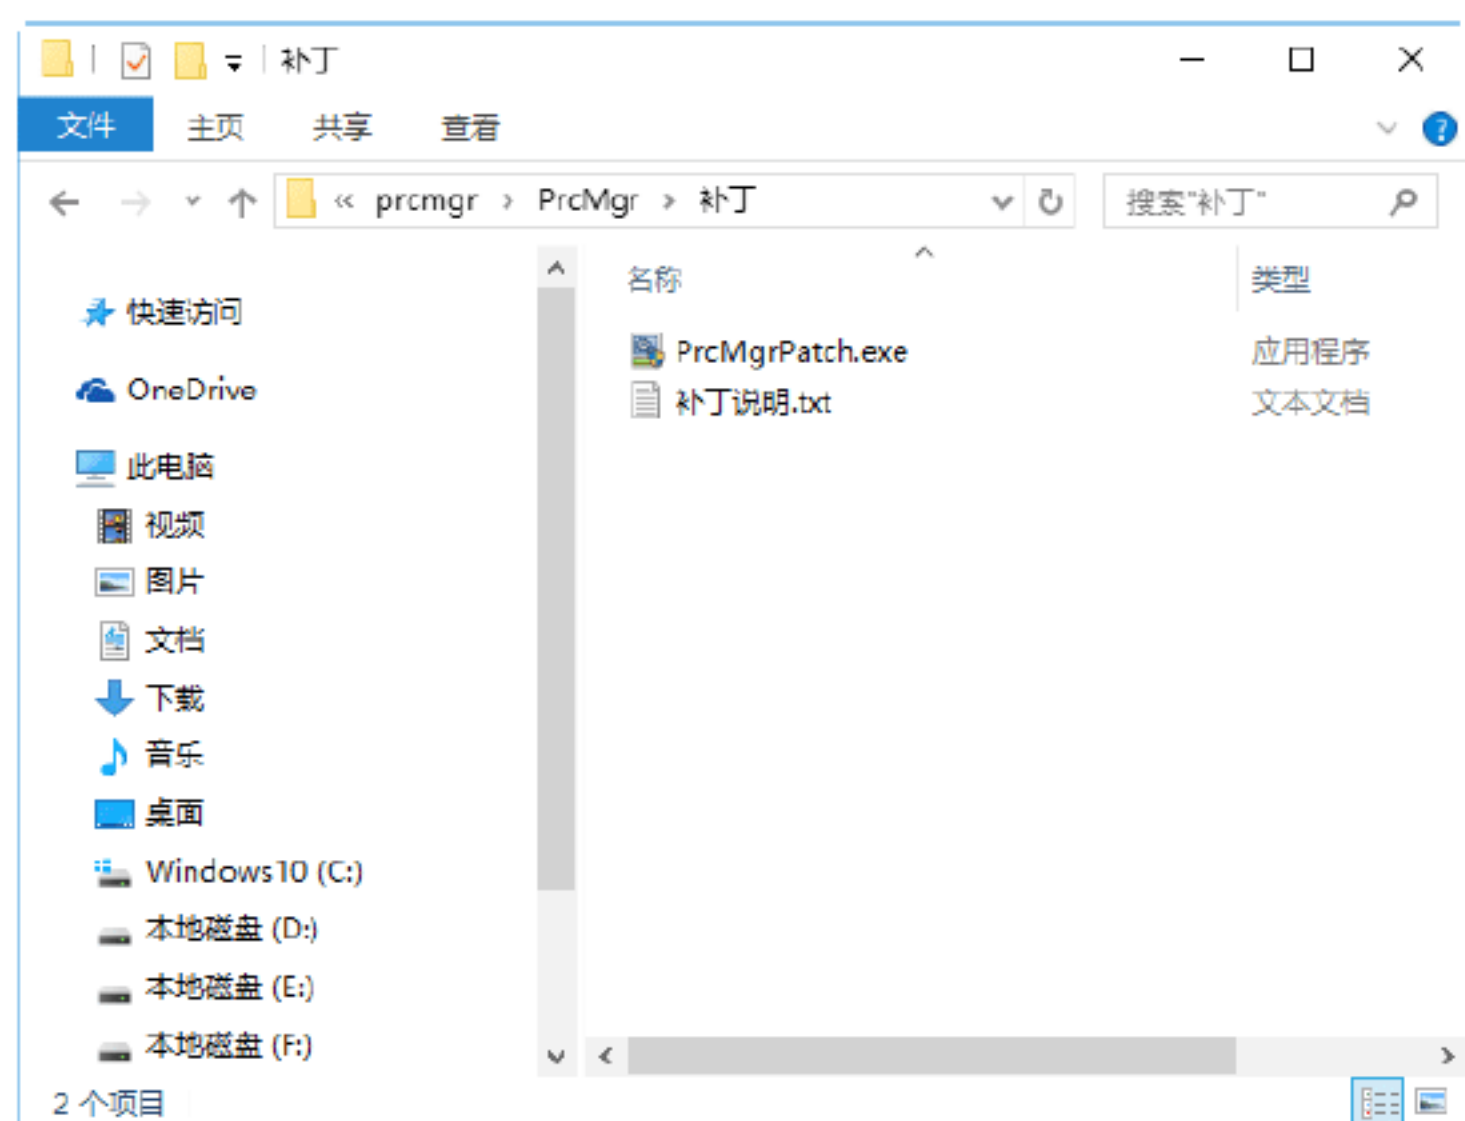 补丁
文件 主页 共享 查看
« prcmgr › PrcMgr › 补丁 搜索"补丁"
名称 类型
快速访问
PrcMgrPatch.exe 应用程序
OneDrive
补丁说明.txt 文本文档
此电脑
视频
图片
文档
下载
音乐
桌面
Windows10 (C:)
本地磁盘 (D:)
本地磁盘 (E:)
本地磁盘 (F:)
2 个项目